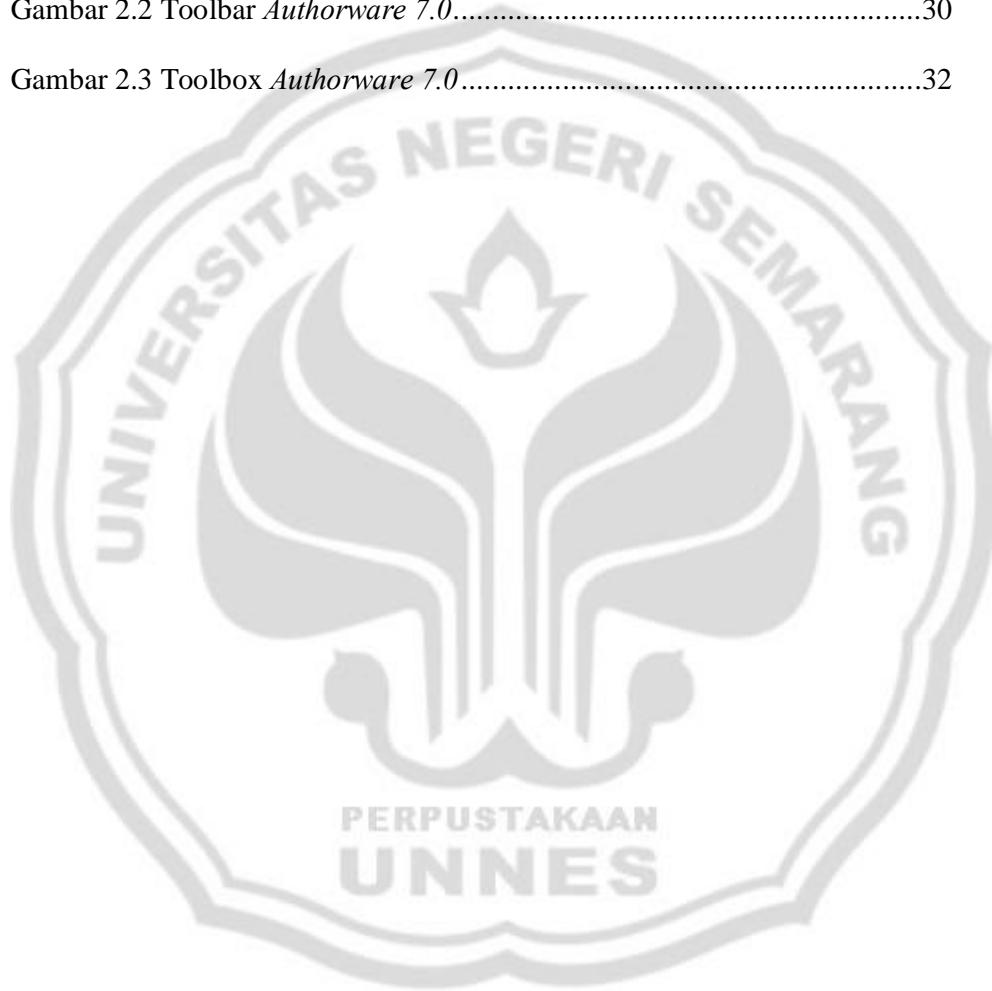 Gambar 2.2 Toolbar Authorware 7.0..............................................................................30
Gambar 2.3 Toolbox Authorware 7.0.............................................................................32
UNIVERSITAS NEGERI SEMARANG
PERPUSTAKAAN
UNNES